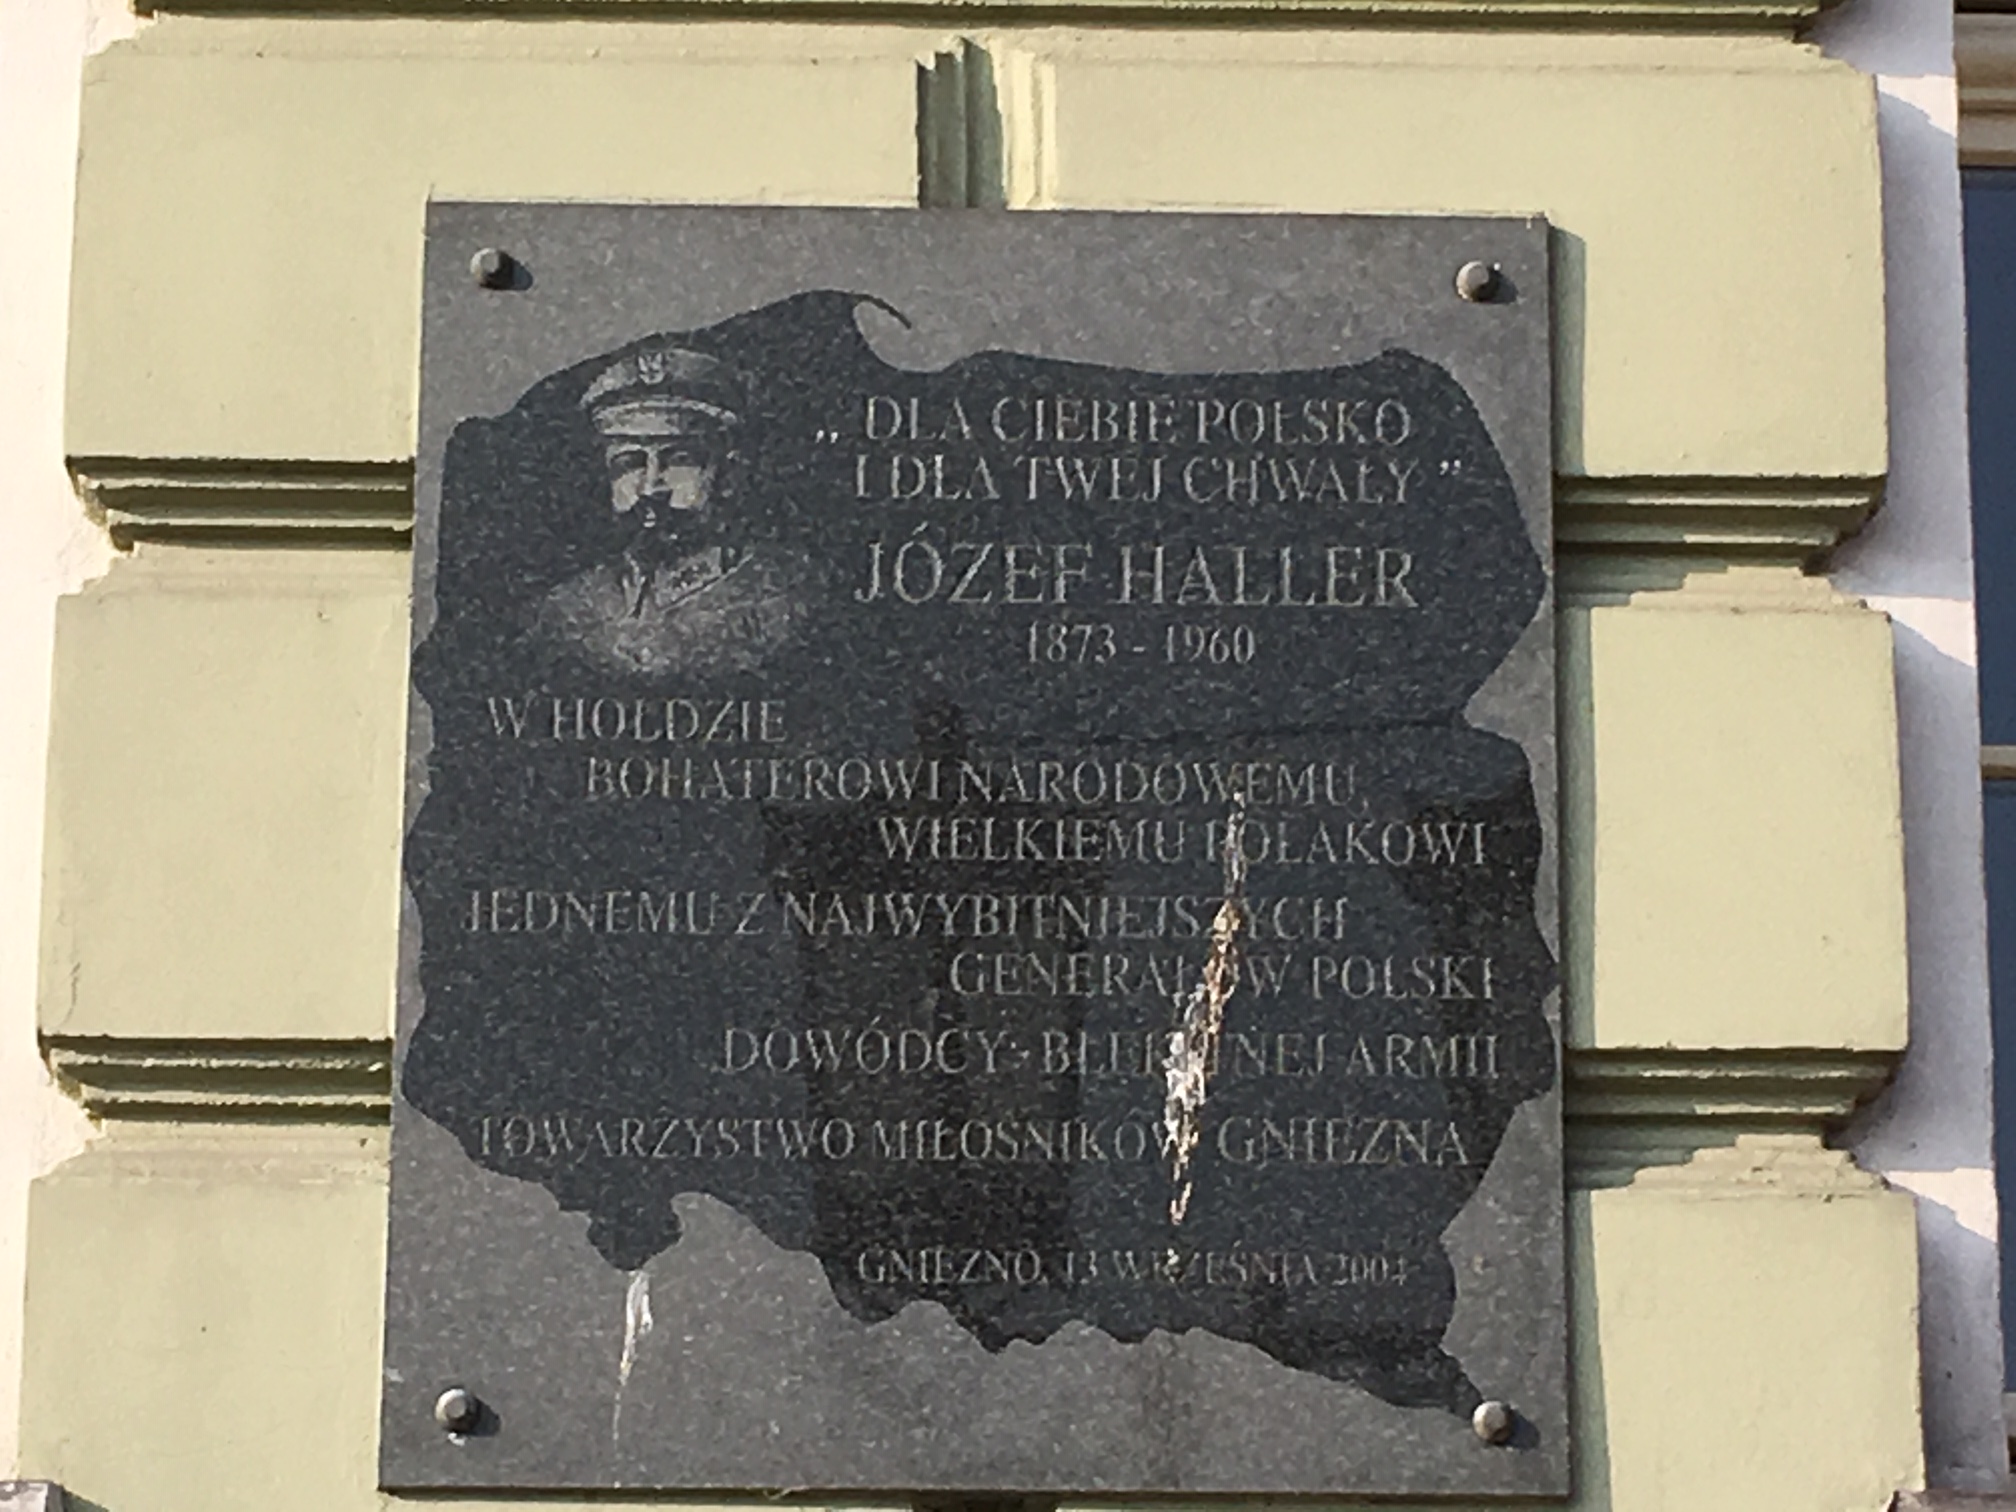 „DLA CIEBIE POLSKO
I DLA TWEJ CHWAŁY”
JÓZEF HALLER
1873 - 1960
W HOŁDZIE
BOHATEROWI NARODOWEMU,
WIELKIEMU POLAKOWI
JEDNEMU Z NAJWYBITNIEJSZYCH
GENERAŁÓW POLSKI
DOWÓDCY BŁĘKITNEJ ARMII
TOWARZYSTWO MIŁOŚNIKÓW GNIEZNA
GNIEZNO, 13 WRZEŚNIA 2004